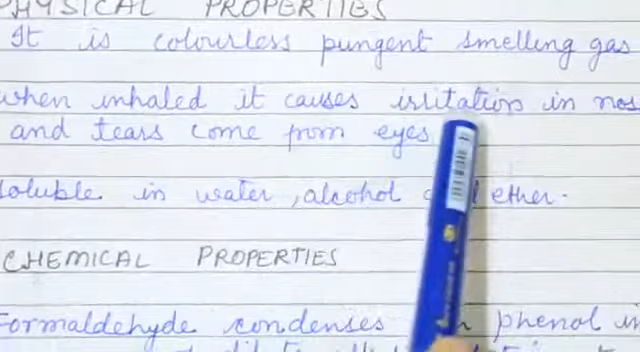 PHYSICAL PROPERTIES
It is colourless pungent smelling gas
when inhaled it causes irritation in
and tears come from eyes
soluble in water, alcohol ether.
CHEMICAL PROPERTIES
Formaldehyde condenses phenol in